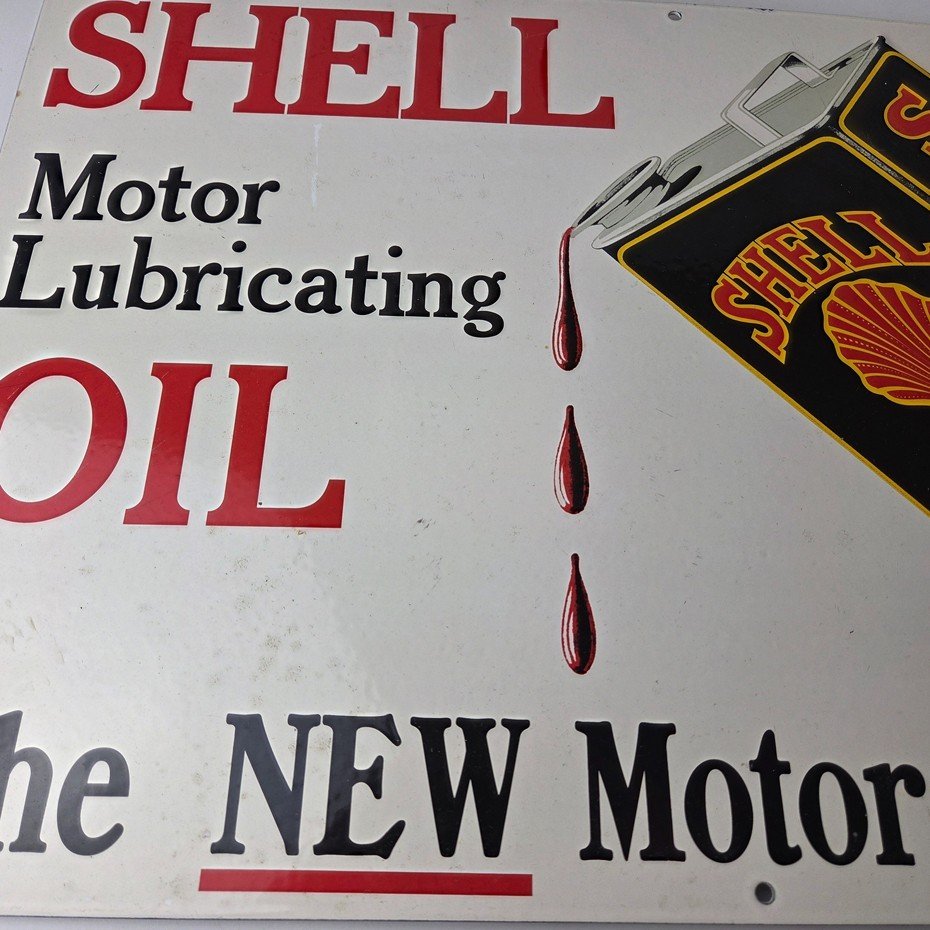 SHELL
Motor
Lubricating
OIL
SHELL
he NEW Motor